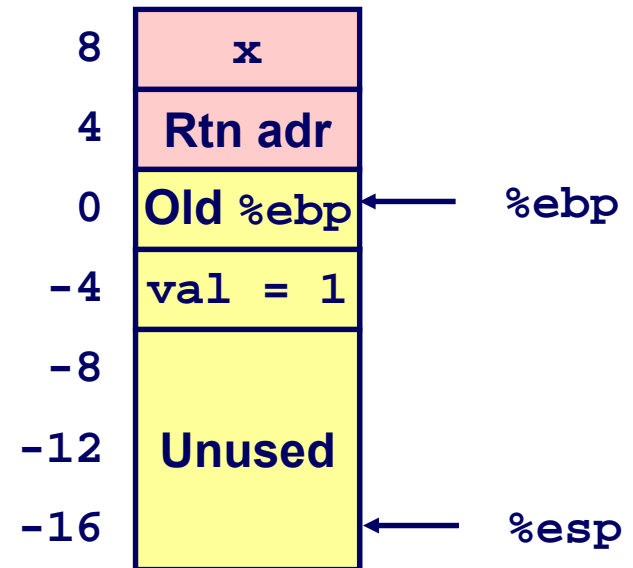 8 x
4 Rtn adr
0 Old %ebp %ebp
-4 val = 1
-8
-12 Unused
-16 %esp